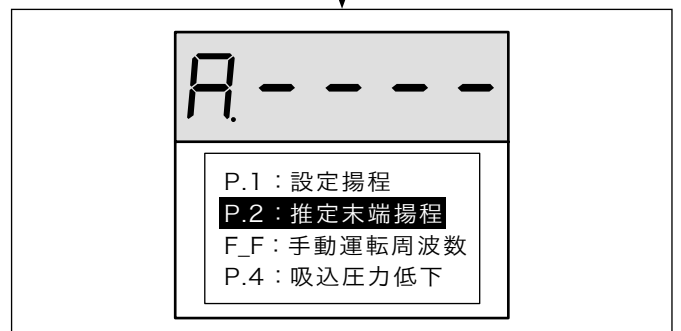 A.----
P.1：設定揚程
P.2：推定末端揚程
F_F：手動運転周波数
P.4：吸込圧力低下